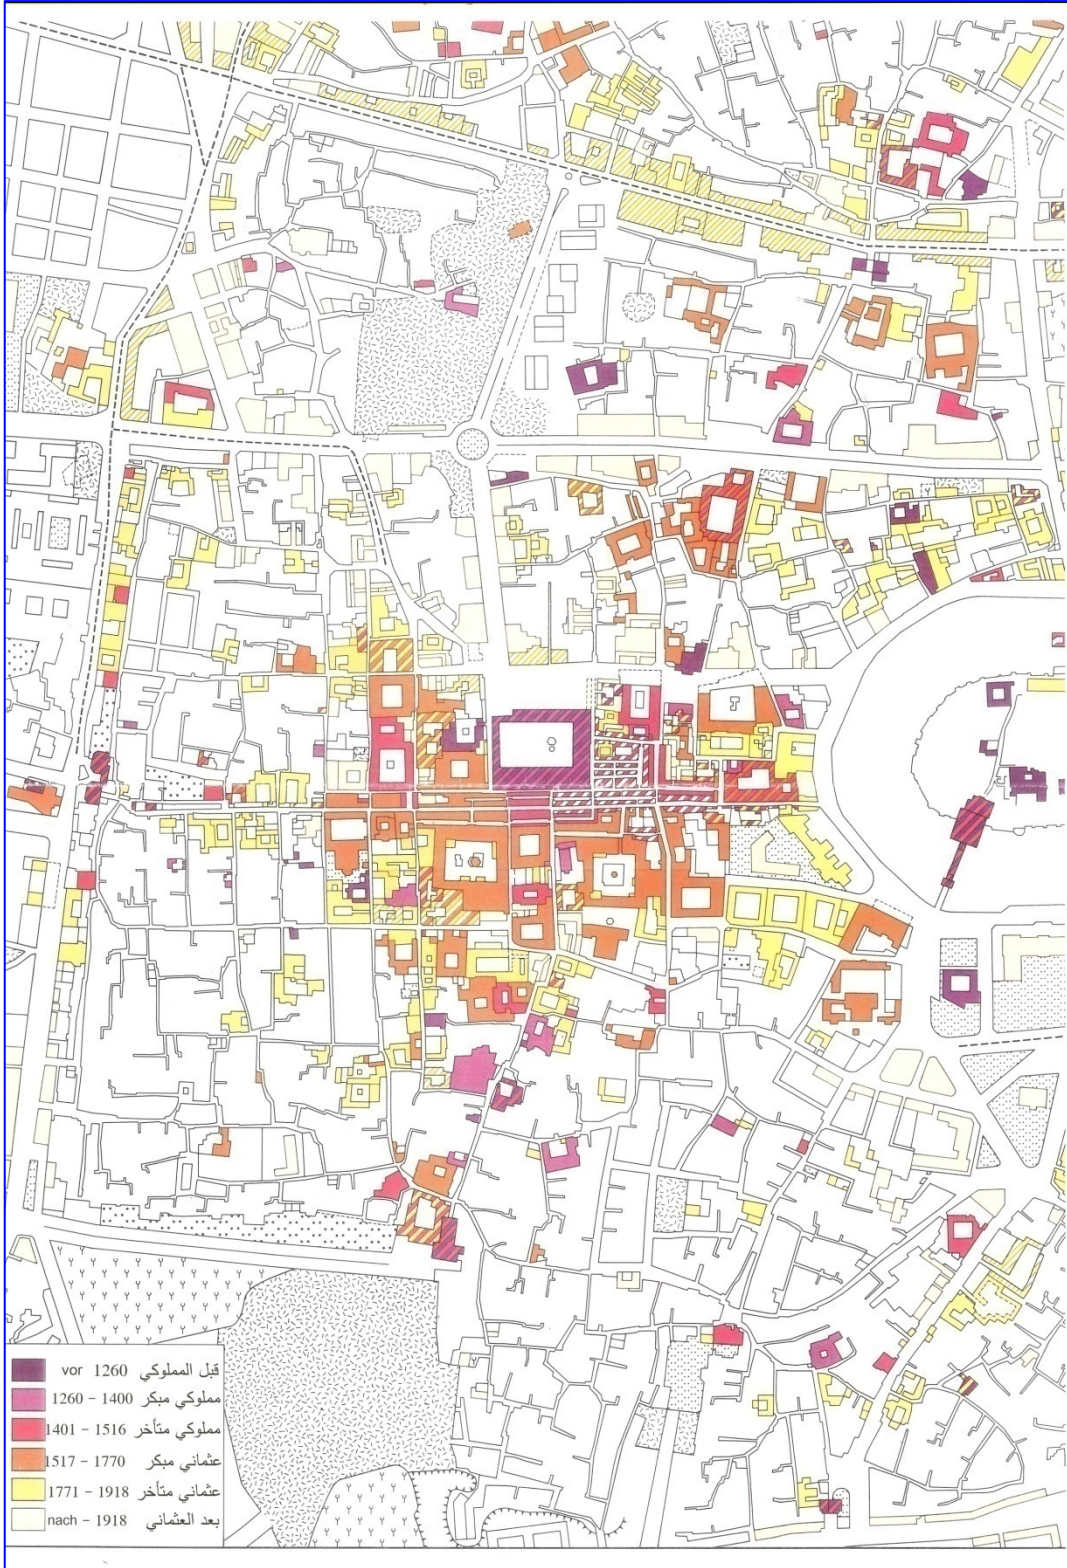 قبل المملوكي vor 1260
مملوكي مبكر 1260 - 1400
مملوكي متأخر 1401 - 1516
عثماني مبكر 1517 - 1770
عثماني متأخر 1771 - 1918
بعد العثماني nach - 1918